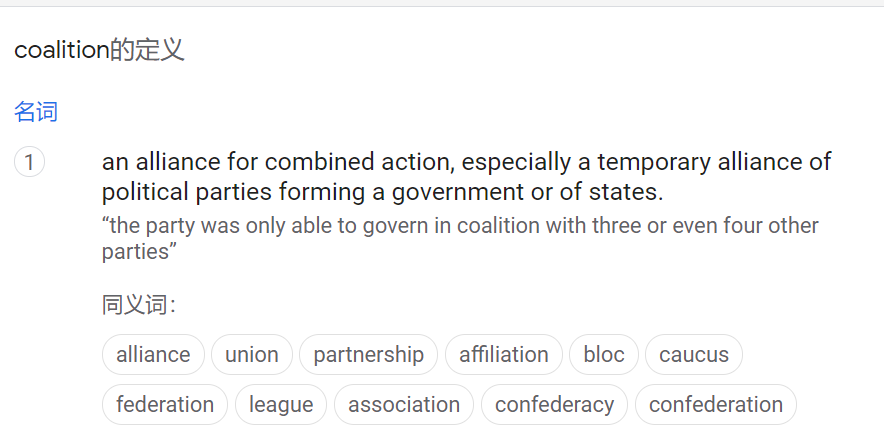 coalition的定义
名词
1
an alliance for combined action, especially a temporary alliance of
political parties forming a government or of states.
“the party was only able to govern in coalition with three or even four other
parties”
同义词：
alliance union partnership affiliation bloc caucus
federation league association confederacy confederation